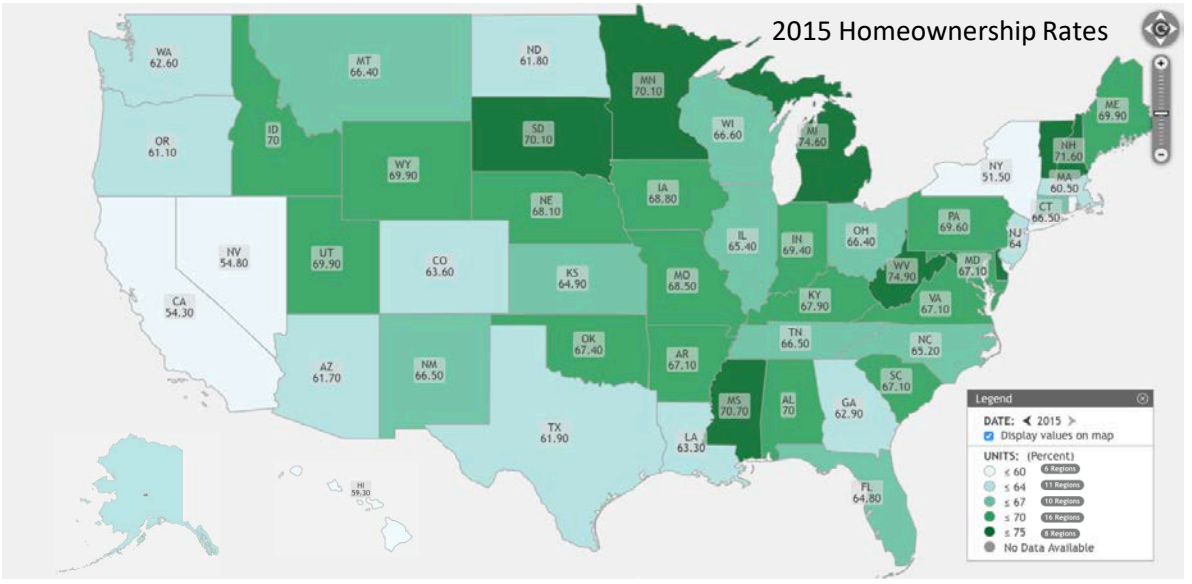 2015 Homeownership Rates
WA
62.60
MT
66.40
ND
61.80
MN
70.10
OR
61.10
ID
70
WY
69.90
SD
70.10
WI
66.60
MI
74.60
ME
69.90
NH
71.60
NY
51.50
MA
60.50
CT
66.50
NE
68.10
IA
68.80
PA
69.60
NJ
64
NV
54.80
UT
69.90
CO
63.60
KS
64.90
MO
68.50
IL
65.40
IN
69.40
OH
66.40
WV
74.90
MD
67.10
CA
54.30
KY
67.90
VA
67.10
AZ
61.70
NM
66.50
OK
67.40
AR
67.10
TN
66.50
NC
65.20
SC
67.10
TX
61.90
LA
63.30
MS
70.70
AL
70
GA
62.90
FL
64.80
HI
59.30
Legend
DATE: 2015
Display values on map
UNITS: (Percent)
≤ 60 6 Regions
≤ 64 11 Regions
≤ 67 10 Regions
≤ 70 16 Regions
≤ 75 8 Regions
No Data Available